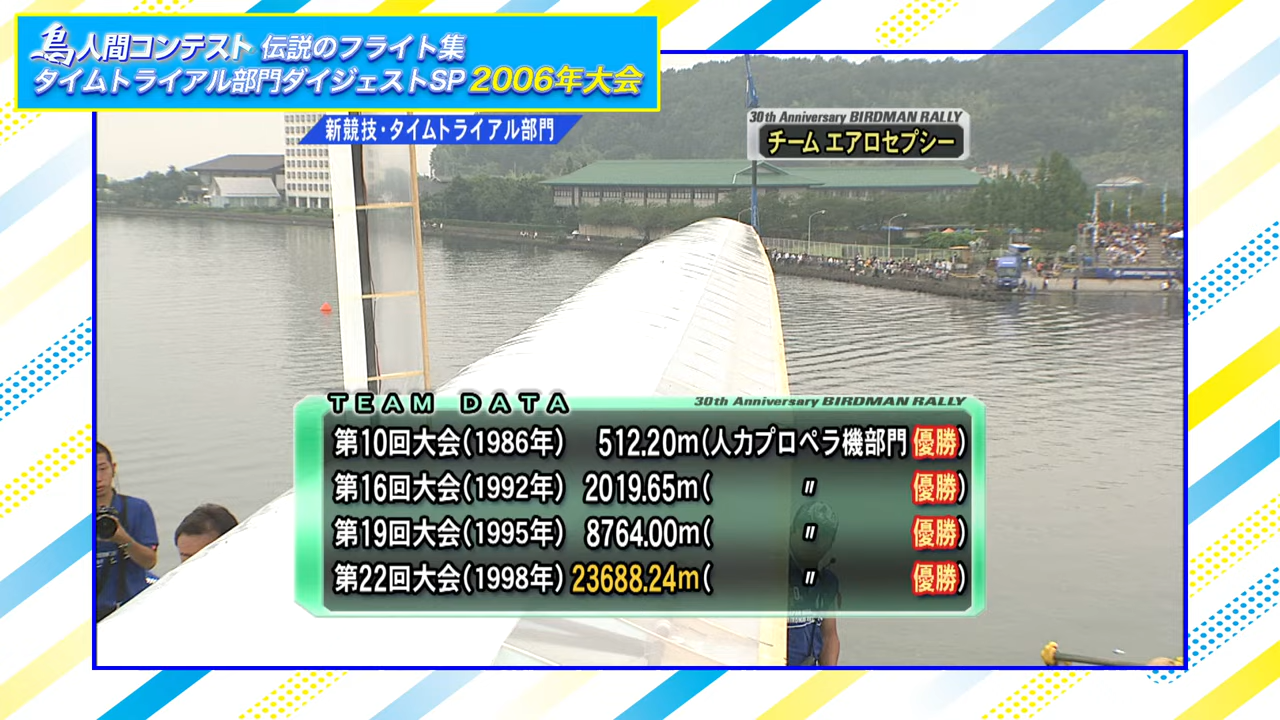 鳥人間コンテスト 伝説のフライト集
タイムトライアル部門ダイジェストSP 2006年大会
新競技・タイムトライアル部門
30th Anniversary BIRDMAN RALLY
チーム エアロセプシー
TEAM DATA
30th Anniversary BIRDMAN RALLY
第10回大会(1986年) 512.20m(人力プロペラ機部門 優勝)
第16回大会(1992年) 2019.65m( 〃 優勝)
第19回大会(1995年) 8764.00m( 〃 優勝)
第22回大会(1998年) 23688.24m( 〃 優勝)